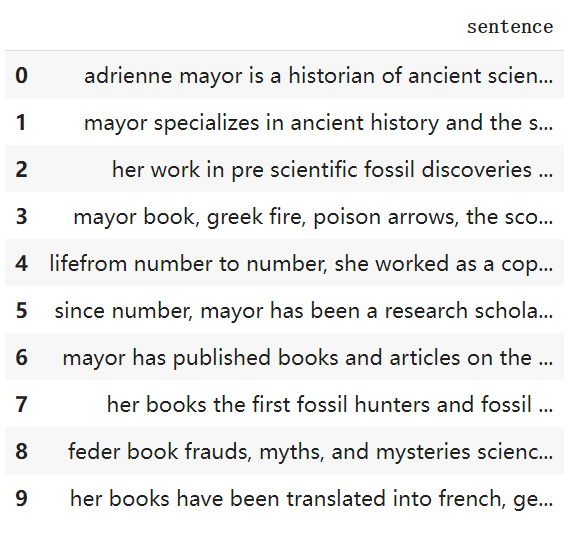 sentence
0 adrienne mayor is a historian of ancient scien...
1 mayor specializes in ancient history and the s...
2 her work in pre scientific fossil discoveries ...
3 mayor book, greek fire, poison arrows, the sco...
4 lifefrom number to number, she worked as a cop...
5 since number, mayor has been a research schola...
6 mayor has published books and articles on the ...
7 her books the first fossil hunters and fossil ...
8 feder book frauds, myths, and mysteries scienc...
9 her books have been translated into french, ge...